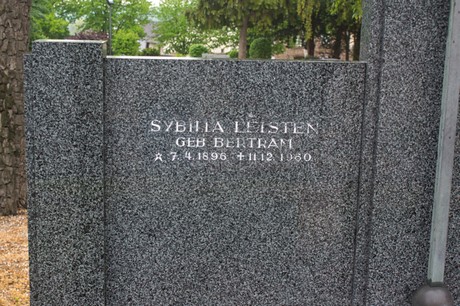 SYBILLA LEISTEN
GEB BERTRAM
☆ 7.4.1896 ✝ 11.12.1960